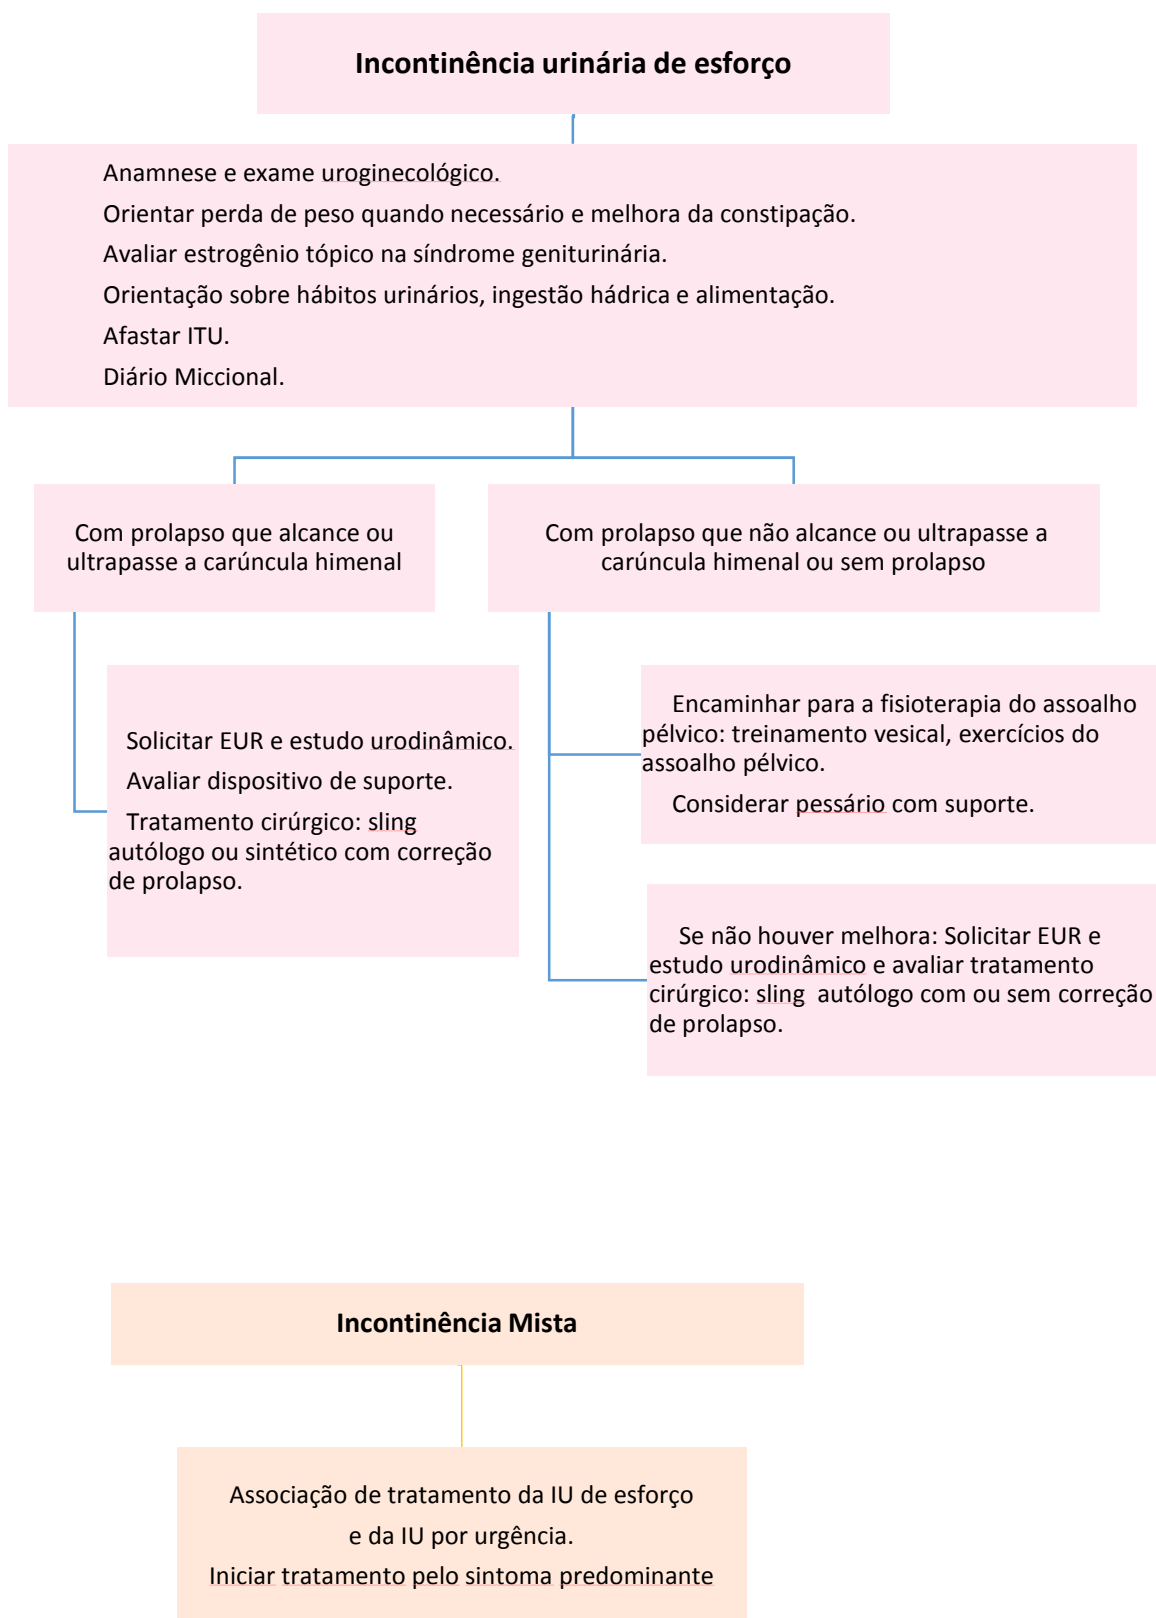 Incontinência urinária de esforço
Anamnese e exame uroginecológico.
Orientar perda de peso quando necessário e melhora da constipação.
Avaliar estrogênio tópico na síndrome geniturinária.
Orientação sobre hábitos urinários, ingestão hídrica e alimentação.
Afastar ITU.
Diário Miccional.
Com prolapso que alcance ou
ultrapasse a carúncula himenal
Com prolapso que não alcance ou ultrapasse a
carúncula himenal ou sem prolapso
Solicitar EUR e estudo urodinâmico.
Avaliar dispositivo de suporte.
Tratamento cirúrgico: sling
autólogo ou sintético com correção
de prolapso.
Encaminhar para a fisioterapia do assoalho
pélvico: treinamento vesical, exercícios do
assoalho pélvico.
Considerar pessário com suporte.
Se não houver melhora: Solicitar EUR e
estudo urodinâmico e avaliar tratamento
cirúrgico: sling autólogo com ou sem correção
de prolapso.
Incontinência Mista
Associação de tratamento da IU de esforço
e da IU por urgência.
Iniciar tratamento pelo sintoma predominante